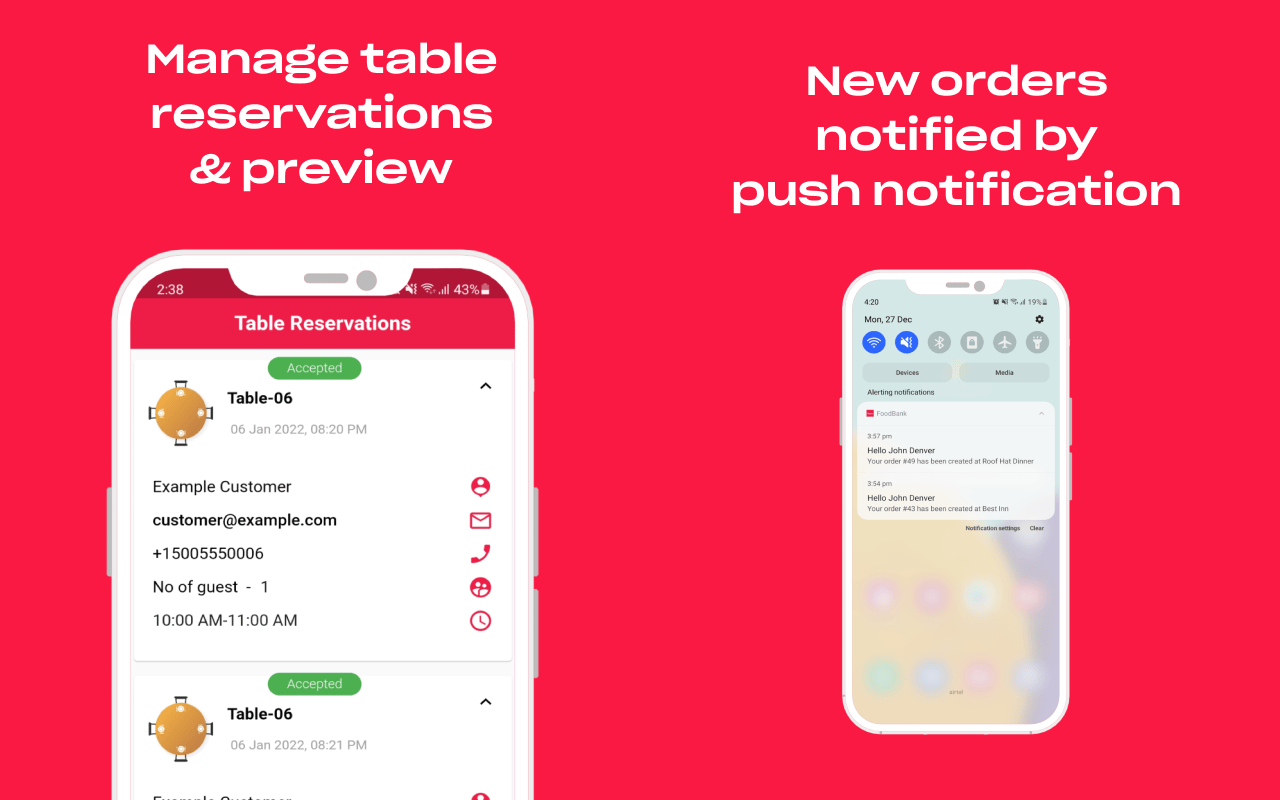 Manage table
reservations
& preview
2:38
43%
Table Reservations
Accepted
Table-06
06 Jan 2022, 08:20 PM
Example Customer
customer@example.com
+15005550006
No of guest - 1
10:00 AM-11:00 AM
Accepted
Table-06
06 Jan 2022, 08:21 PM
Example Customer
New orders
notified by
push notification
4:20
19%
Mon, 27 Dec
Devices
Media
Alerting notifications
FoodBank
3:57 pm
Hello John Denver
Your order #49 has been created at Roof Hat Dinner
3:54 pm
Hello John Denver
Your order #43 has been created at Best Inn
Notification settings
Clear
airtel